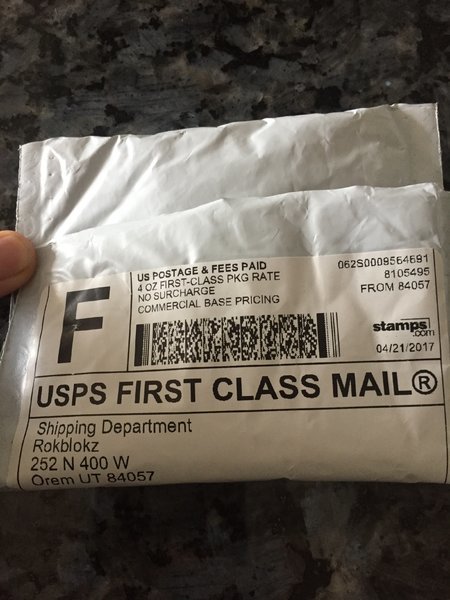 F
US POSTAGE & FEES PAID
4 OZ FIRST-CLASS PKG RATE
NO SURCHARGE
COMMERCIAL BASE PRICING
062S0008564691
8105495
FROM 84057
stamps
.com
04/21/2017
USPS FIRST CLASS MAIL®
Shipping Department
Rokblokz
252 N 400 W
Orem UT 84057